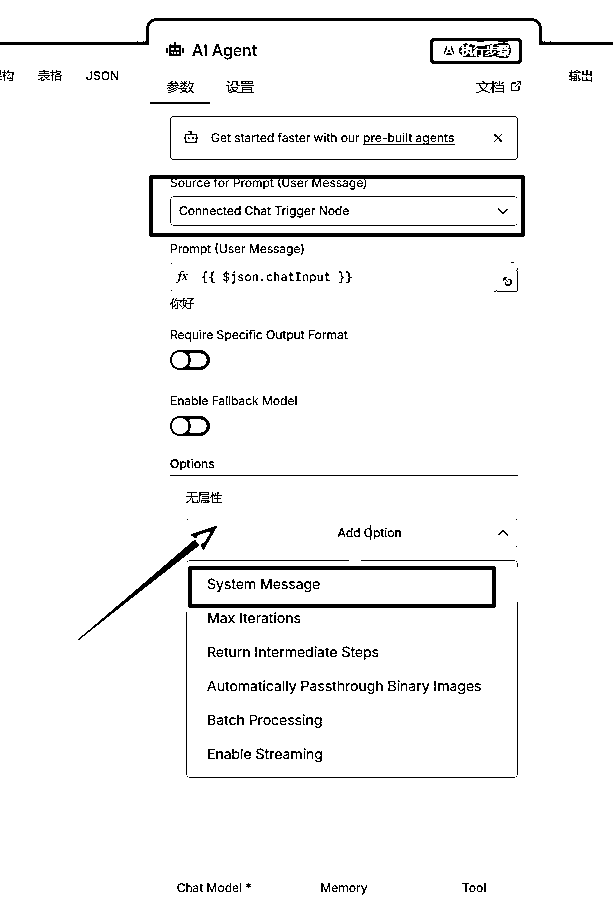 AI Agent
执行步骤
构 表格 JSON
输出
参数 设置
文档
Get started faster with our pre-built agents
Source for Prompt (User Message)
Connected Chat Trigger Node
Prompt (User Message)
fx {{ $json.chatInput }}
你好
Require Specific Output Format
Enable Fallback Model
Options
无属性
Add Option
System Message
Max Iterations
Return Intermediate Steps
Automatically Passthrough Binary Images
Batch Processing
Enable Streaming
Chat Model * Memory Tool